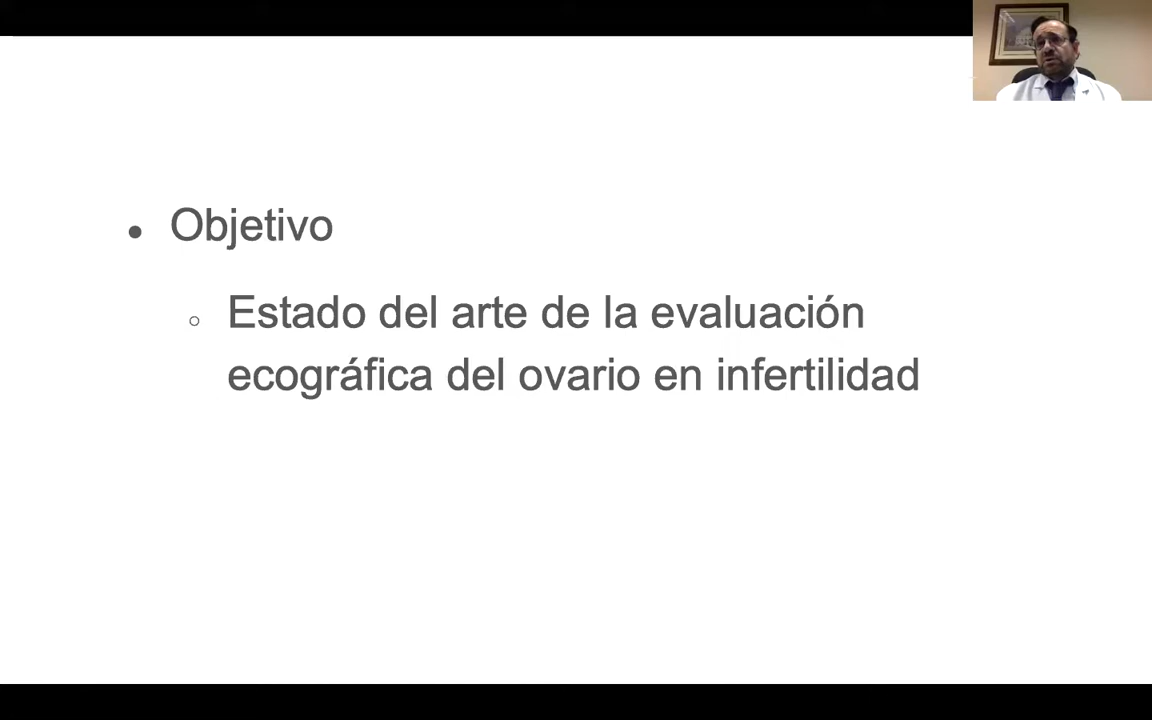 Objetivo
Estado del arte de la evaluación
ecográfica del ovario en infertilidad